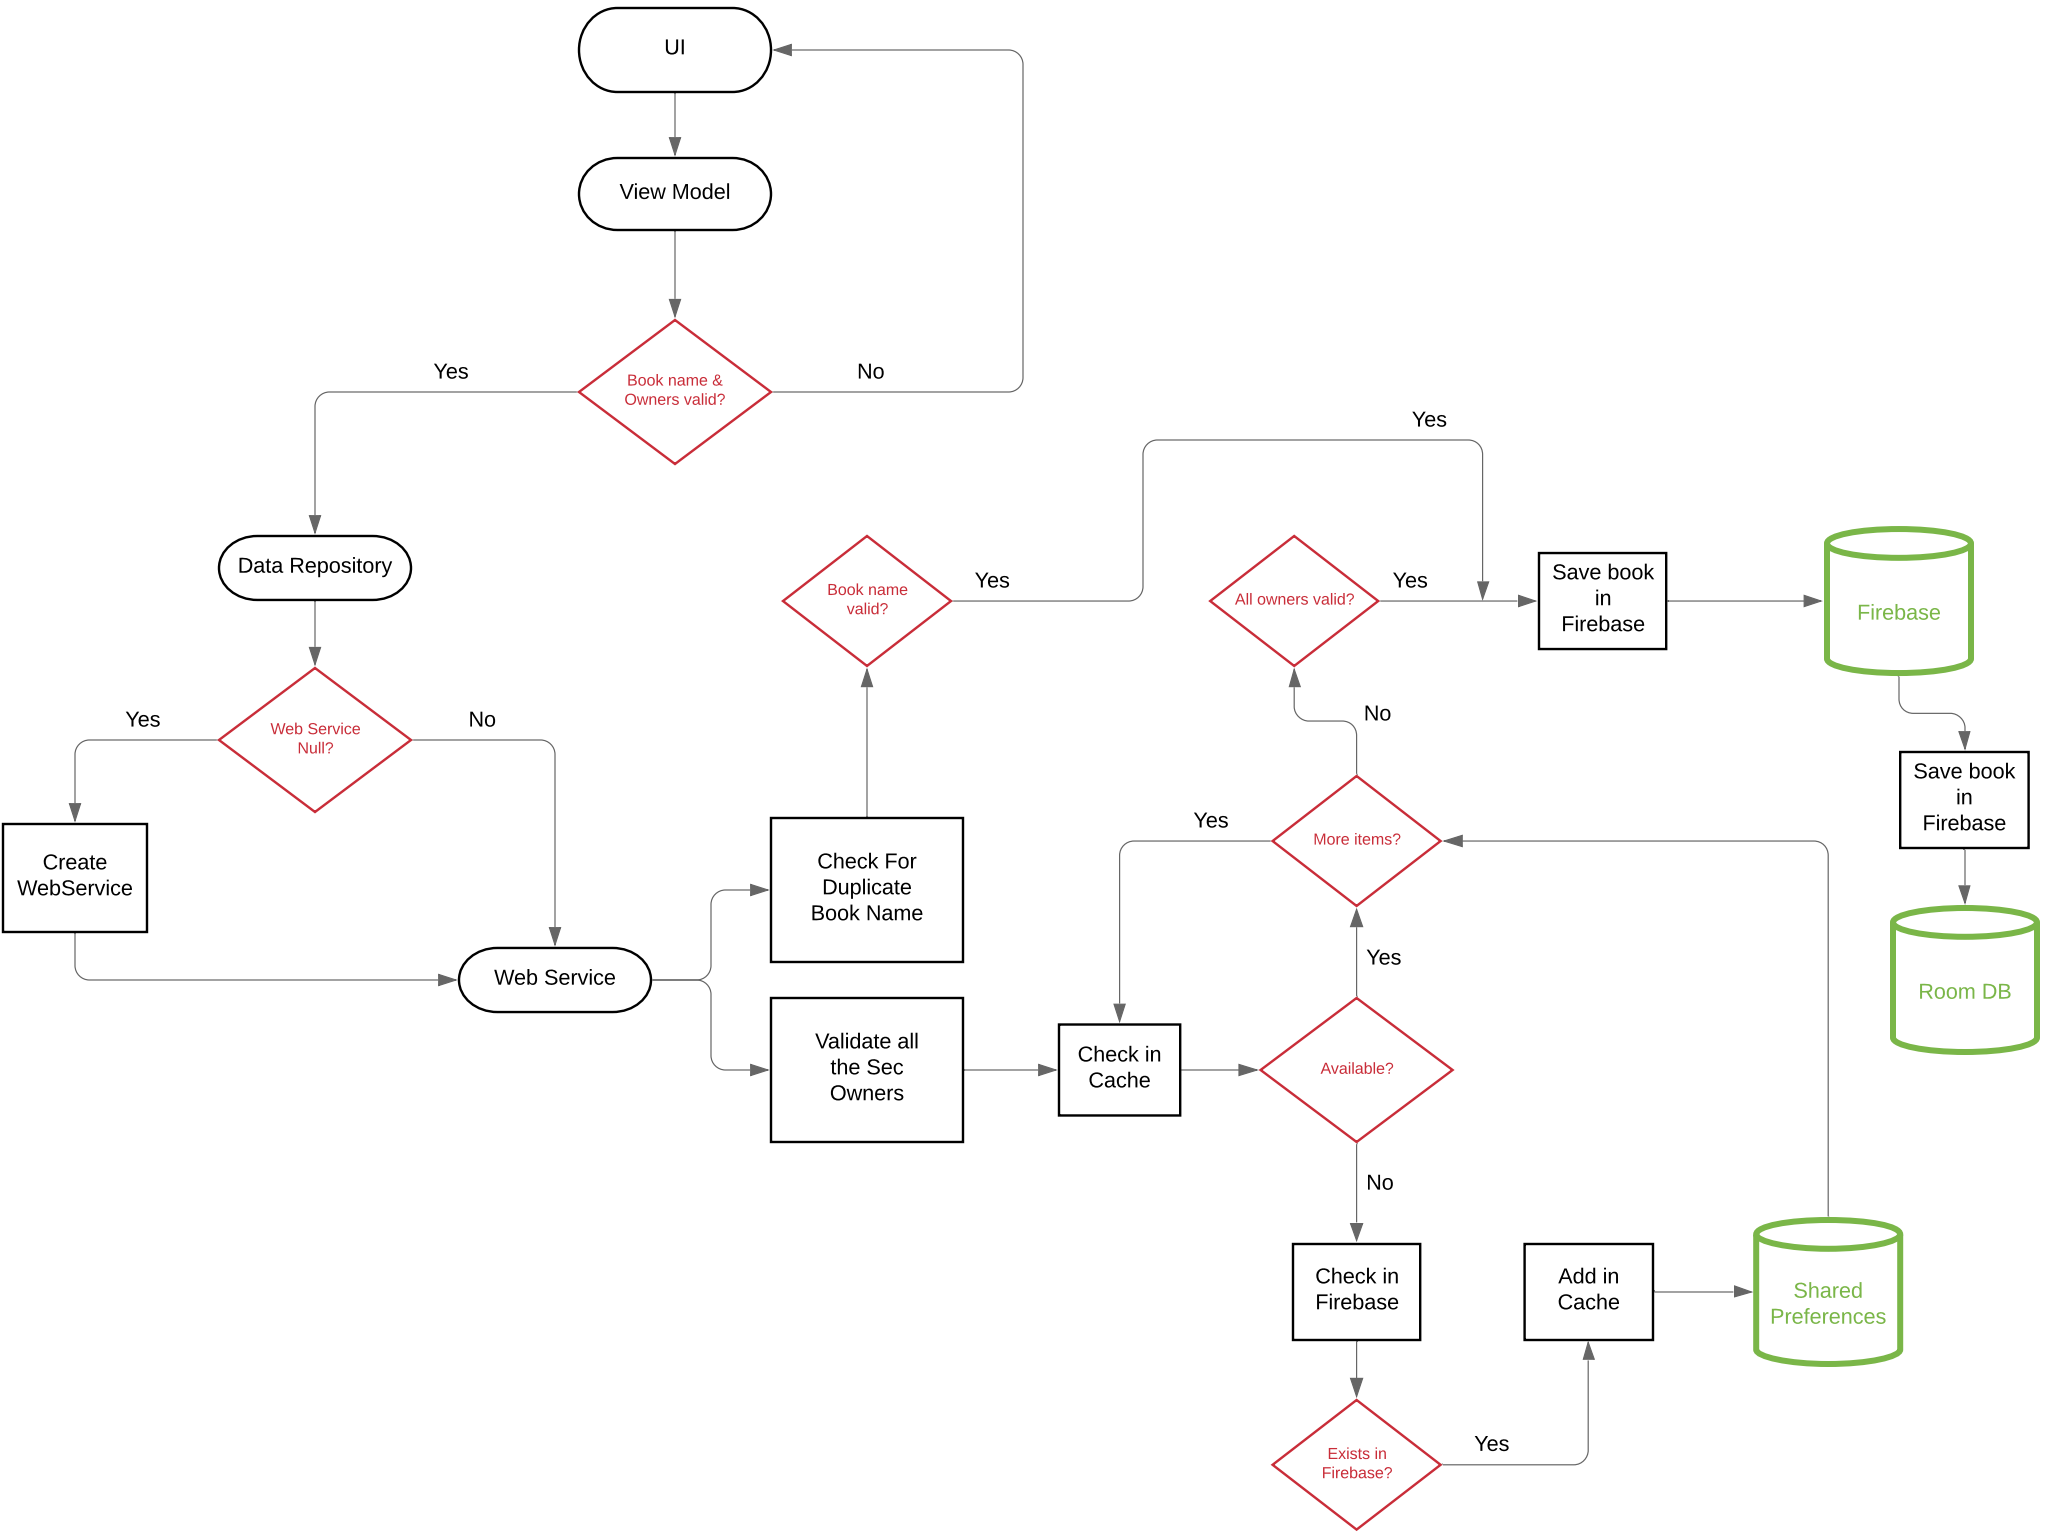 UI
View Model
Book name &
Owners valid?
Yes
No
Data Repository
Web Service
Null?
Yes
No
Create
WebService
Web Service
Check For
Duplicate
Book Name
Book name
valid?
Yes
Yes
Validate all
the Sec
Owners
Check in
Cache
Available?
Yes
No
More items?
Yes
No
All owners valid?
Yes
Save book
in
Firebase
Firebase
Save book
in
Firebase
Room DB
Check in
Firebase
Exists in
Firebase?
Yes
Add in
Cache
Shared
Preferences